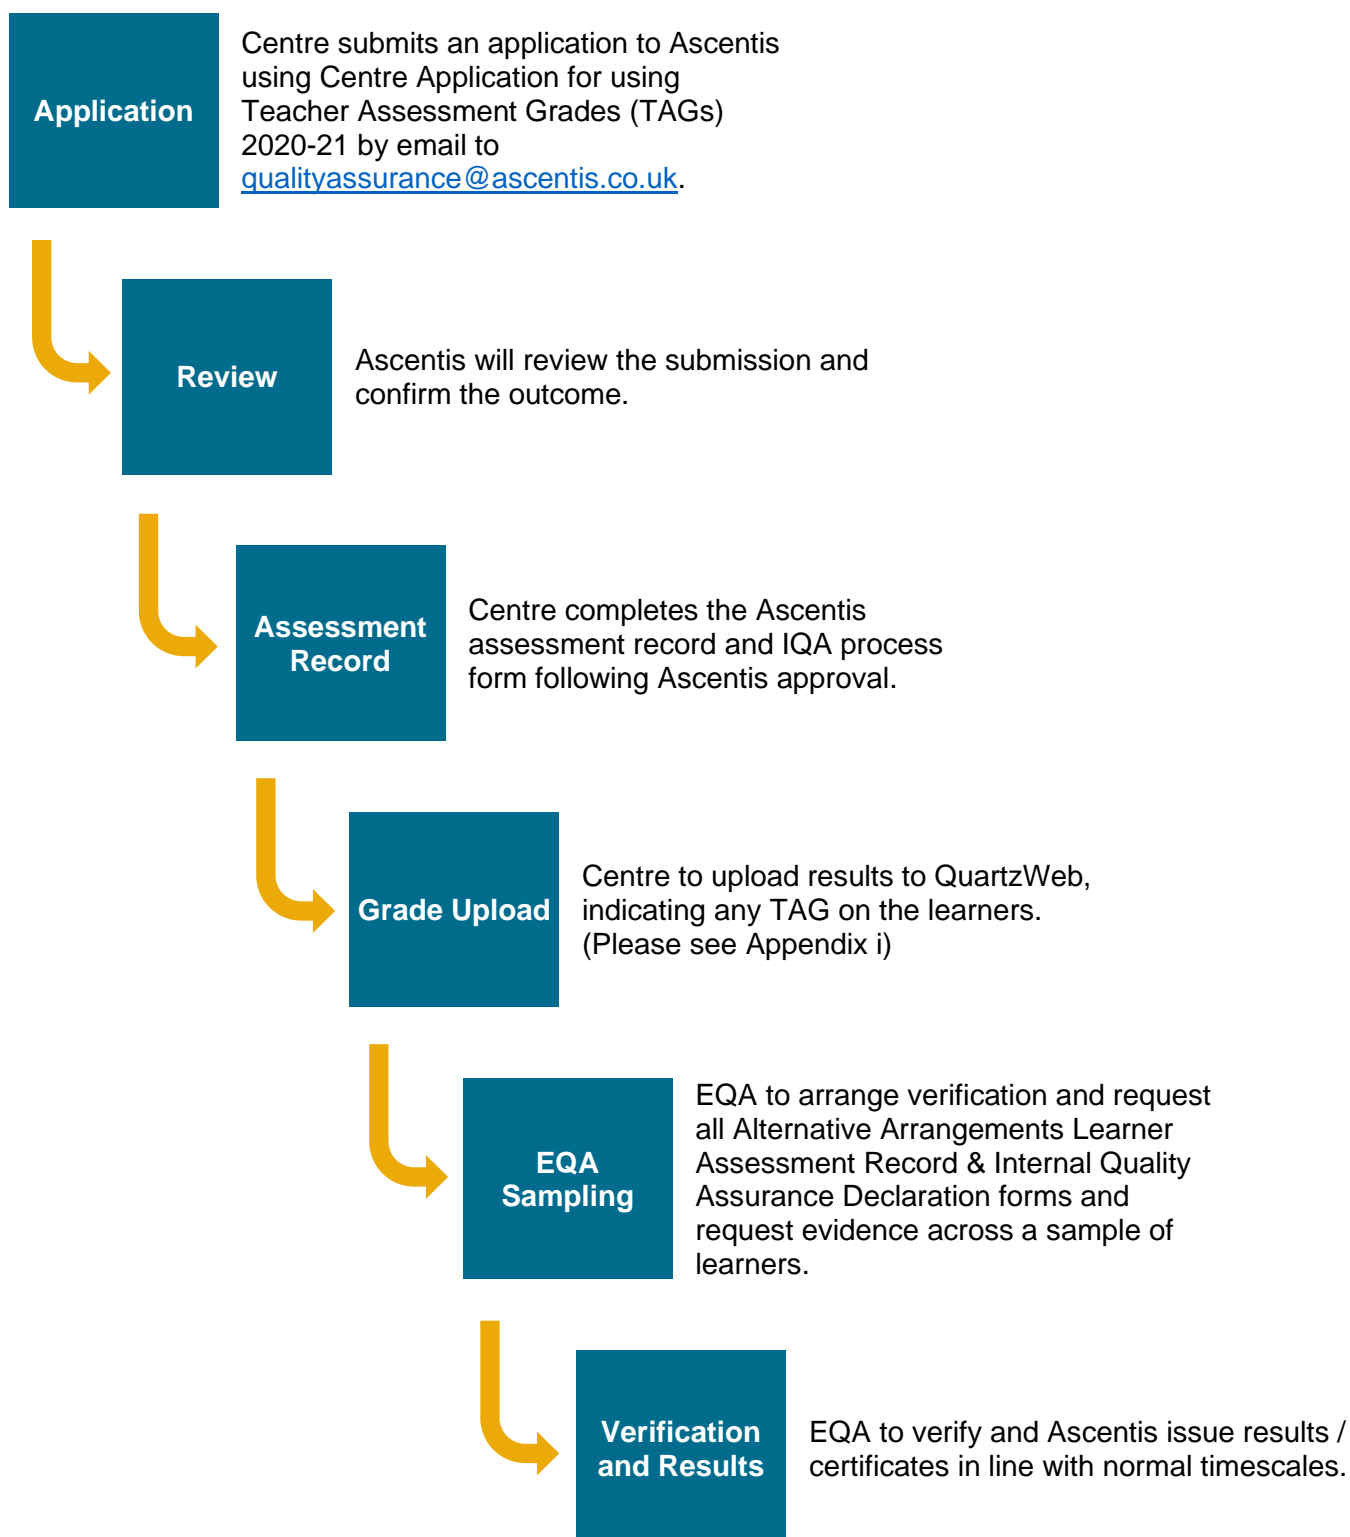 Application
Centre submits an application to Ascentis
using Centre Application for using
Teacher Assessment Grades (TAGs)
2020-21 by email to
qualityassurance@ascentis.co.uk.
Review
Ascentis will review the submission and
confirm the outcome.
Assessment
Record
Centre completes the Ascentis
assessment record and IQA process
form following Ascentis approval.
Grade Upload
Centre to upload results to QuartzWeb,
indicating any TAG on the learners.
(Please see Appendix i)
EQA
Sampling
EQA to arrange verification and request
all Alternative Arrangements Learner
Assessment Record & Internal Quality
Assurance Declaration forms and
request evidence across a sample of
learners.
Verification
and Results
EQA to verify and Ascentis issue results /
certificates in line with normal timescales.